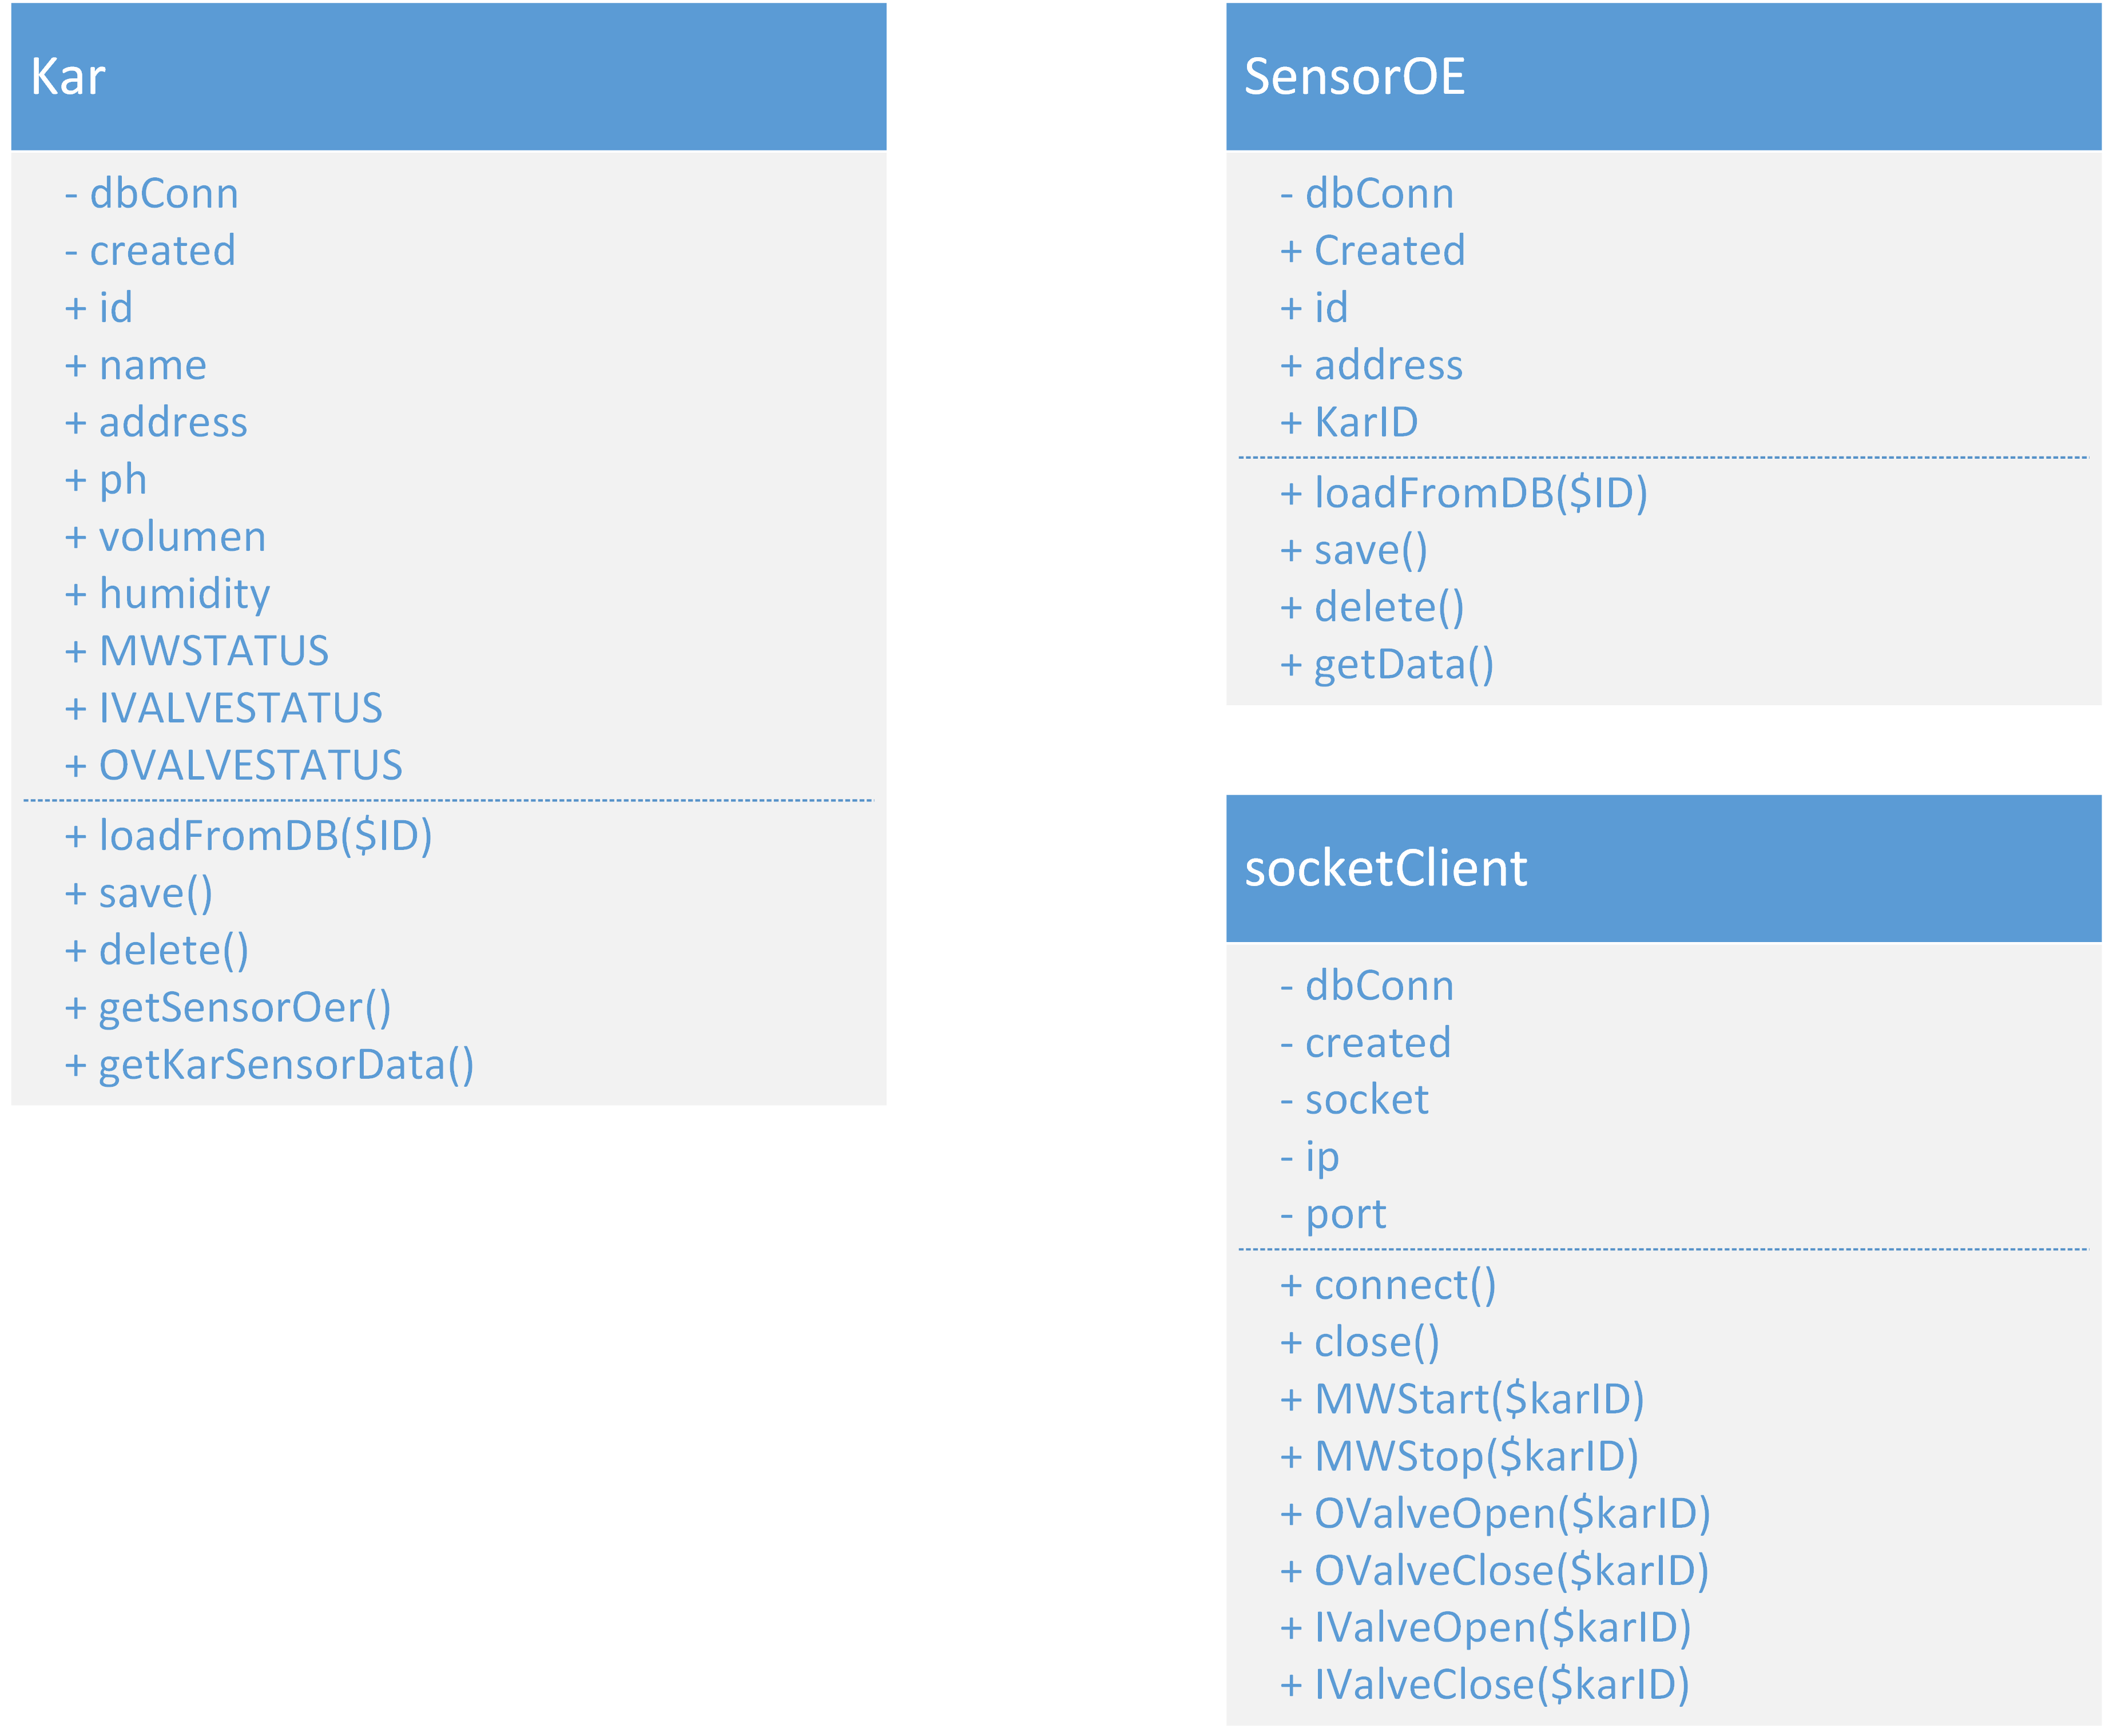 Kar
- dbConn
- created
+ id
+ name
+ address
+ ph
+ volumen
+ humidity
+ MWSTATUS
+ IVALVESTATUS
+ OVALVESTATUS
+ loadFromDB($ID)
+ save()
+ delete()
+ getSensorOer()
+ getKarSensorData()
SensorOE
- dbConn
+ Created
+ id
+ address
+ KarID
+ loadFromDB($ID)
+ save()
+ delete()
+ getData()
socketClient
- dbConn
- created
- socket
- ip
- port
+ connect()
+ close()
+ MWStart($karID)
+ MWStop($karID)
+ OValveOpen($karID)
+ OValveClose($karID)
+ IValveOpen($karID)
+ IValveClose($karID)